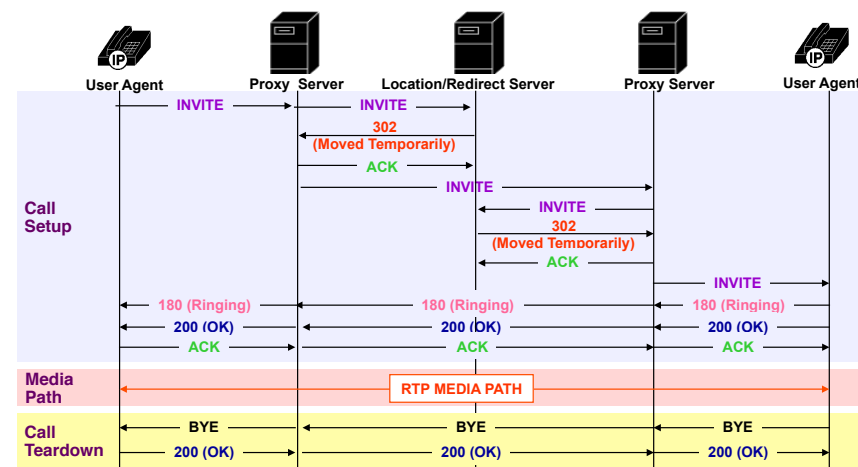 IP
IP
User Agent
Proxy Server
Location/Redirect Server
Proxy Server
User Agent
INVITE
INVITE
302
(Moved Temporarily)
ACK
INVITE
Call
Setup
INVITE
302
(Moved Temporarily)
ACK
INVITE
180 (Ringing)
180 (Ringing)
180 (Ringing)
200 (OK)
200 (OK)
200 (OK)
ACK
ACK
ACK
Media
Path
RTP MEDIA PATH
Call
Teardown
BYE
BYE
BYE
200 (OK)
200 (OK)
200 (OK)